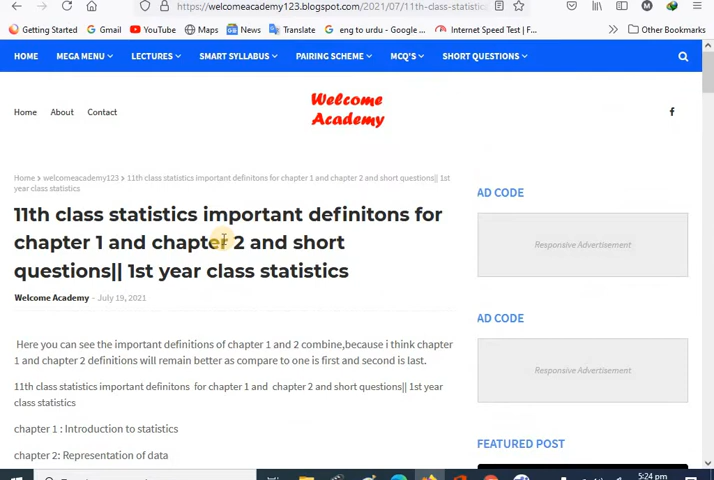 https://welcomeacademy123.blogspot.com/2021/07/11th-class-statistics
Getting Started Gmail YouTube Maps News Translate eng to urdu - Google ... Internet Speed Test | F... Other Bookmarks
HOME MEGA MENU LECTURES SMART SYLLABUS PAIRING SCHEME MCQ'S SHORT QUESTIONS
Home About Contact
Welcome
Academy
Home › welcomeacademy123 › 11th class statistics important definitons for chapter 1 and chapter 2 and short questions|| 1st
year class statistics
11th class statistics important definitons for
chapter 1 and chapter 2 and short
questions|| 1st year class statistics
Welcome Academy - July 19, 2021
Here you can see the important definitions of chapter 1 and 2 combine,because i think chapter
1 and chapter 2 definitions will remain better as compare to one is first and second is last.
11th class statistics important definitons for chapter 1 and chapter 2 and short questions|| 1st year
class statistics
chapter 1 : Introduction to statistics
chapter 2: Representation of data
AD CODE
Responsive Advertisement
AD CODE
Responsive Advertisement
FEATURED POST
5:24 pm